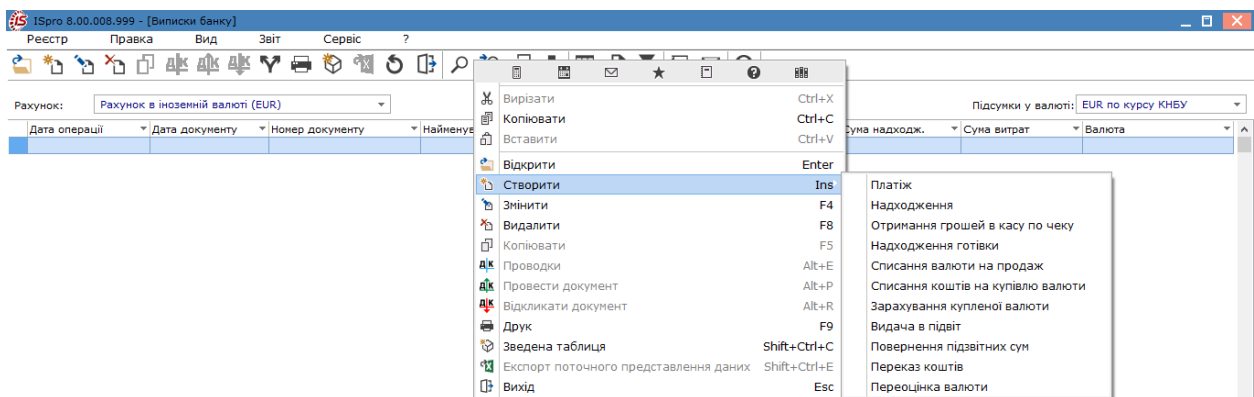 ISpro 8.00.008.999 - [Виписки банку]
Реєстр Правка Вид Звіт Сервіс ?
Рахунок: Рахунок в іноземній валюті (EUR) Підсумки у валюті: EUR по курсу КНБУ
Дата операції Дата документу Номер документу Сума витрат Валюта
Вирізати Ctrl+X
Копіювати Ctrl+C
Вставити Ctrl+V
Відкрити Enter
Створити Ins
Змінити F4
Видалити F8
Копіювати F5
Проводки Alt+E
Провести документ Alt+P
Відкликати документ Alt+R
Друк F9
Зведена таблиця Shift+Ctrl+C
Експорт поточного представлення даних Shift+Ctrl+E
Вихід Esc
Платіж
Надходження
Отримання грошей в касу по чеку
Надходження готівки
Списання валюти на продаж
Списання коштів на купівлю валюти
Зарахування купленої валюти
Видача в підвіт
Повернення підзвітних сум
Переказ коштів
Переоцінка валюти